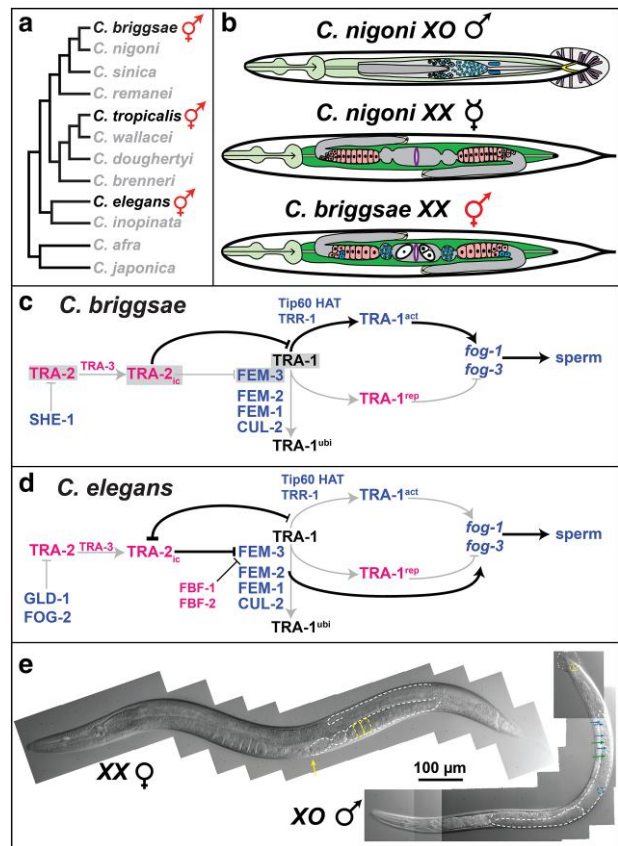 a
C. briggsae
C. nigoni
C. sinica
C. remanei
C. tropicalis
C. wallacei
C. doughertyi
C. brenneri
C. elegans
C. inopinata
C. afra
C. japonica
b
C. nigoni XO ♂
C. nigoni XX ☿
C. briggsae XX ⚥
c C. briggsae
Tip60 HAT
TRR-1
TRA-1act
TRA-1
fog-1
fog-3
sperm
TRA-2
TRA-3
TRA-2ic
FEM-3
FEM-2
FEM-1
CUL-2
TRA-1rep
SHE-1
TRA-1ubi
d C. elegans
Tip60 HAT
TRR-1
TRA-1act
TRA-1
fog-1
fog-3
sperm
TRA-2
TRA-3
TRA-2ic
FEM-3
FEM-2
FEM-1
CUL-2
FBF-1
FBF-2
TRA-1rep
GLD-1
FOG-2
TRA-1ubi
e
XX ♀
100 µm
XO ♂